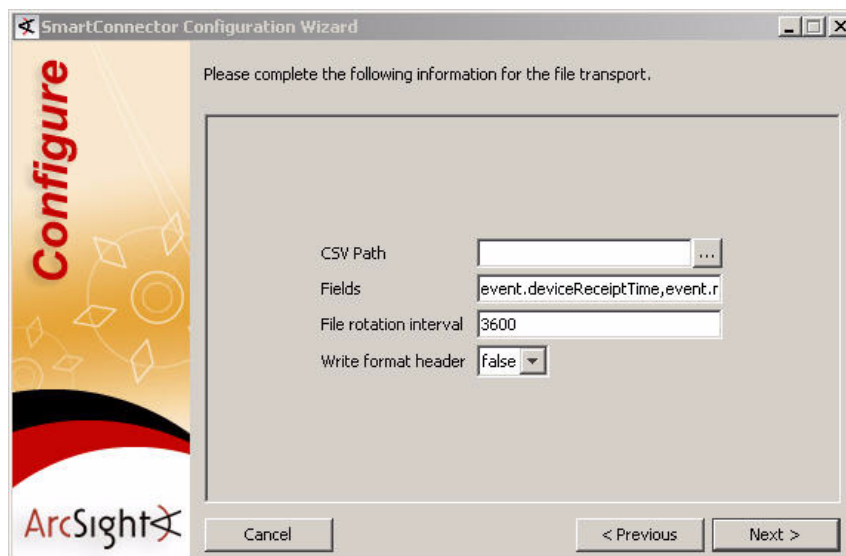 SmartConnector Configuration Wizard
Configure
Please complete the following information for the file transport.
CSV Path
...
Fields event.deviceReceiptTime,event.r
File rotation interval 3600
Write format header false
ArcSight
Cancel < Previous Next >